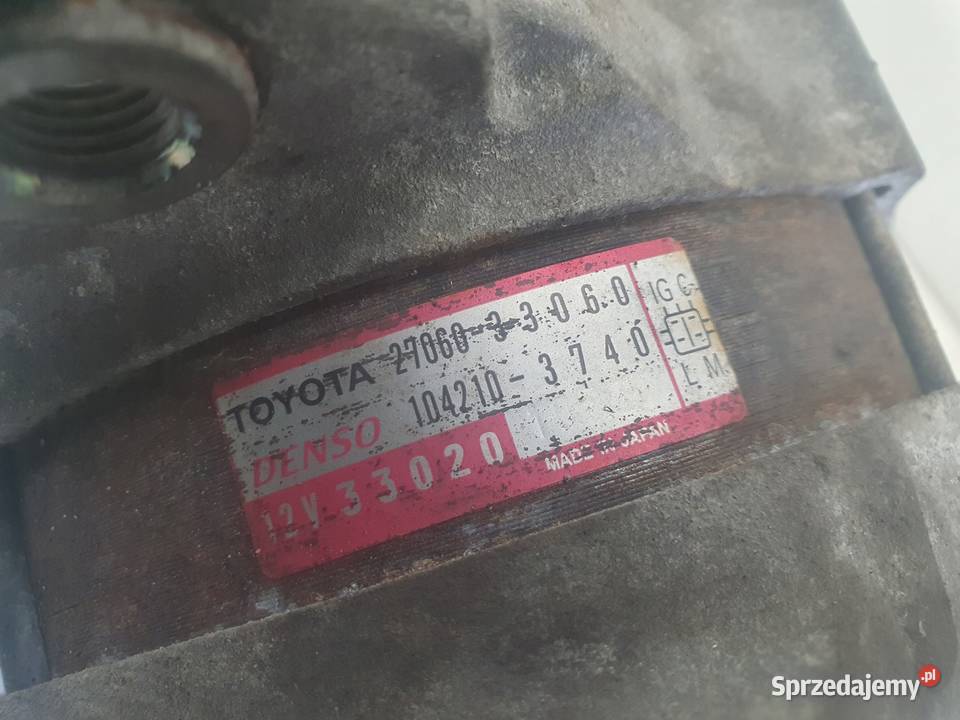 TOYOTA 27060-33060
DENSO 104210-3740
12V 33020
MADE IN JAPAN
IG C
L M
Sprzedajemy.pl